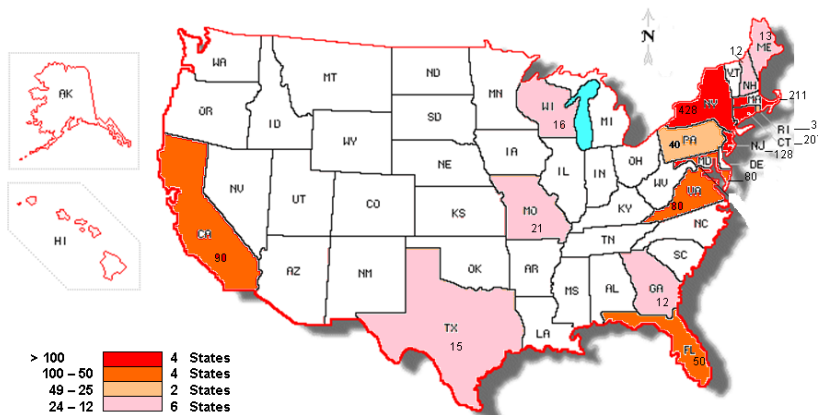 N
13
ME
12
WA
MT
ND
MN
VT
NH
AK
OR
ID
SD
WI
16
MI
428
NY
MA
211
WY
RI 3
CT 20
IA
40 PA
NJ 128
NE
OH
MD
DE
80
NV
UT
IL
IN
WV
VA
80
CO
KS
MO
21
KY
CA
90
NC
HI
TN
AZ
NM
OK
AR
SC
MS
AL
GA
12
TX
15
LA
FL
50
> 100 4 States
100 – 50 4 States
49 – 25 2 States
24 – 12 6 States